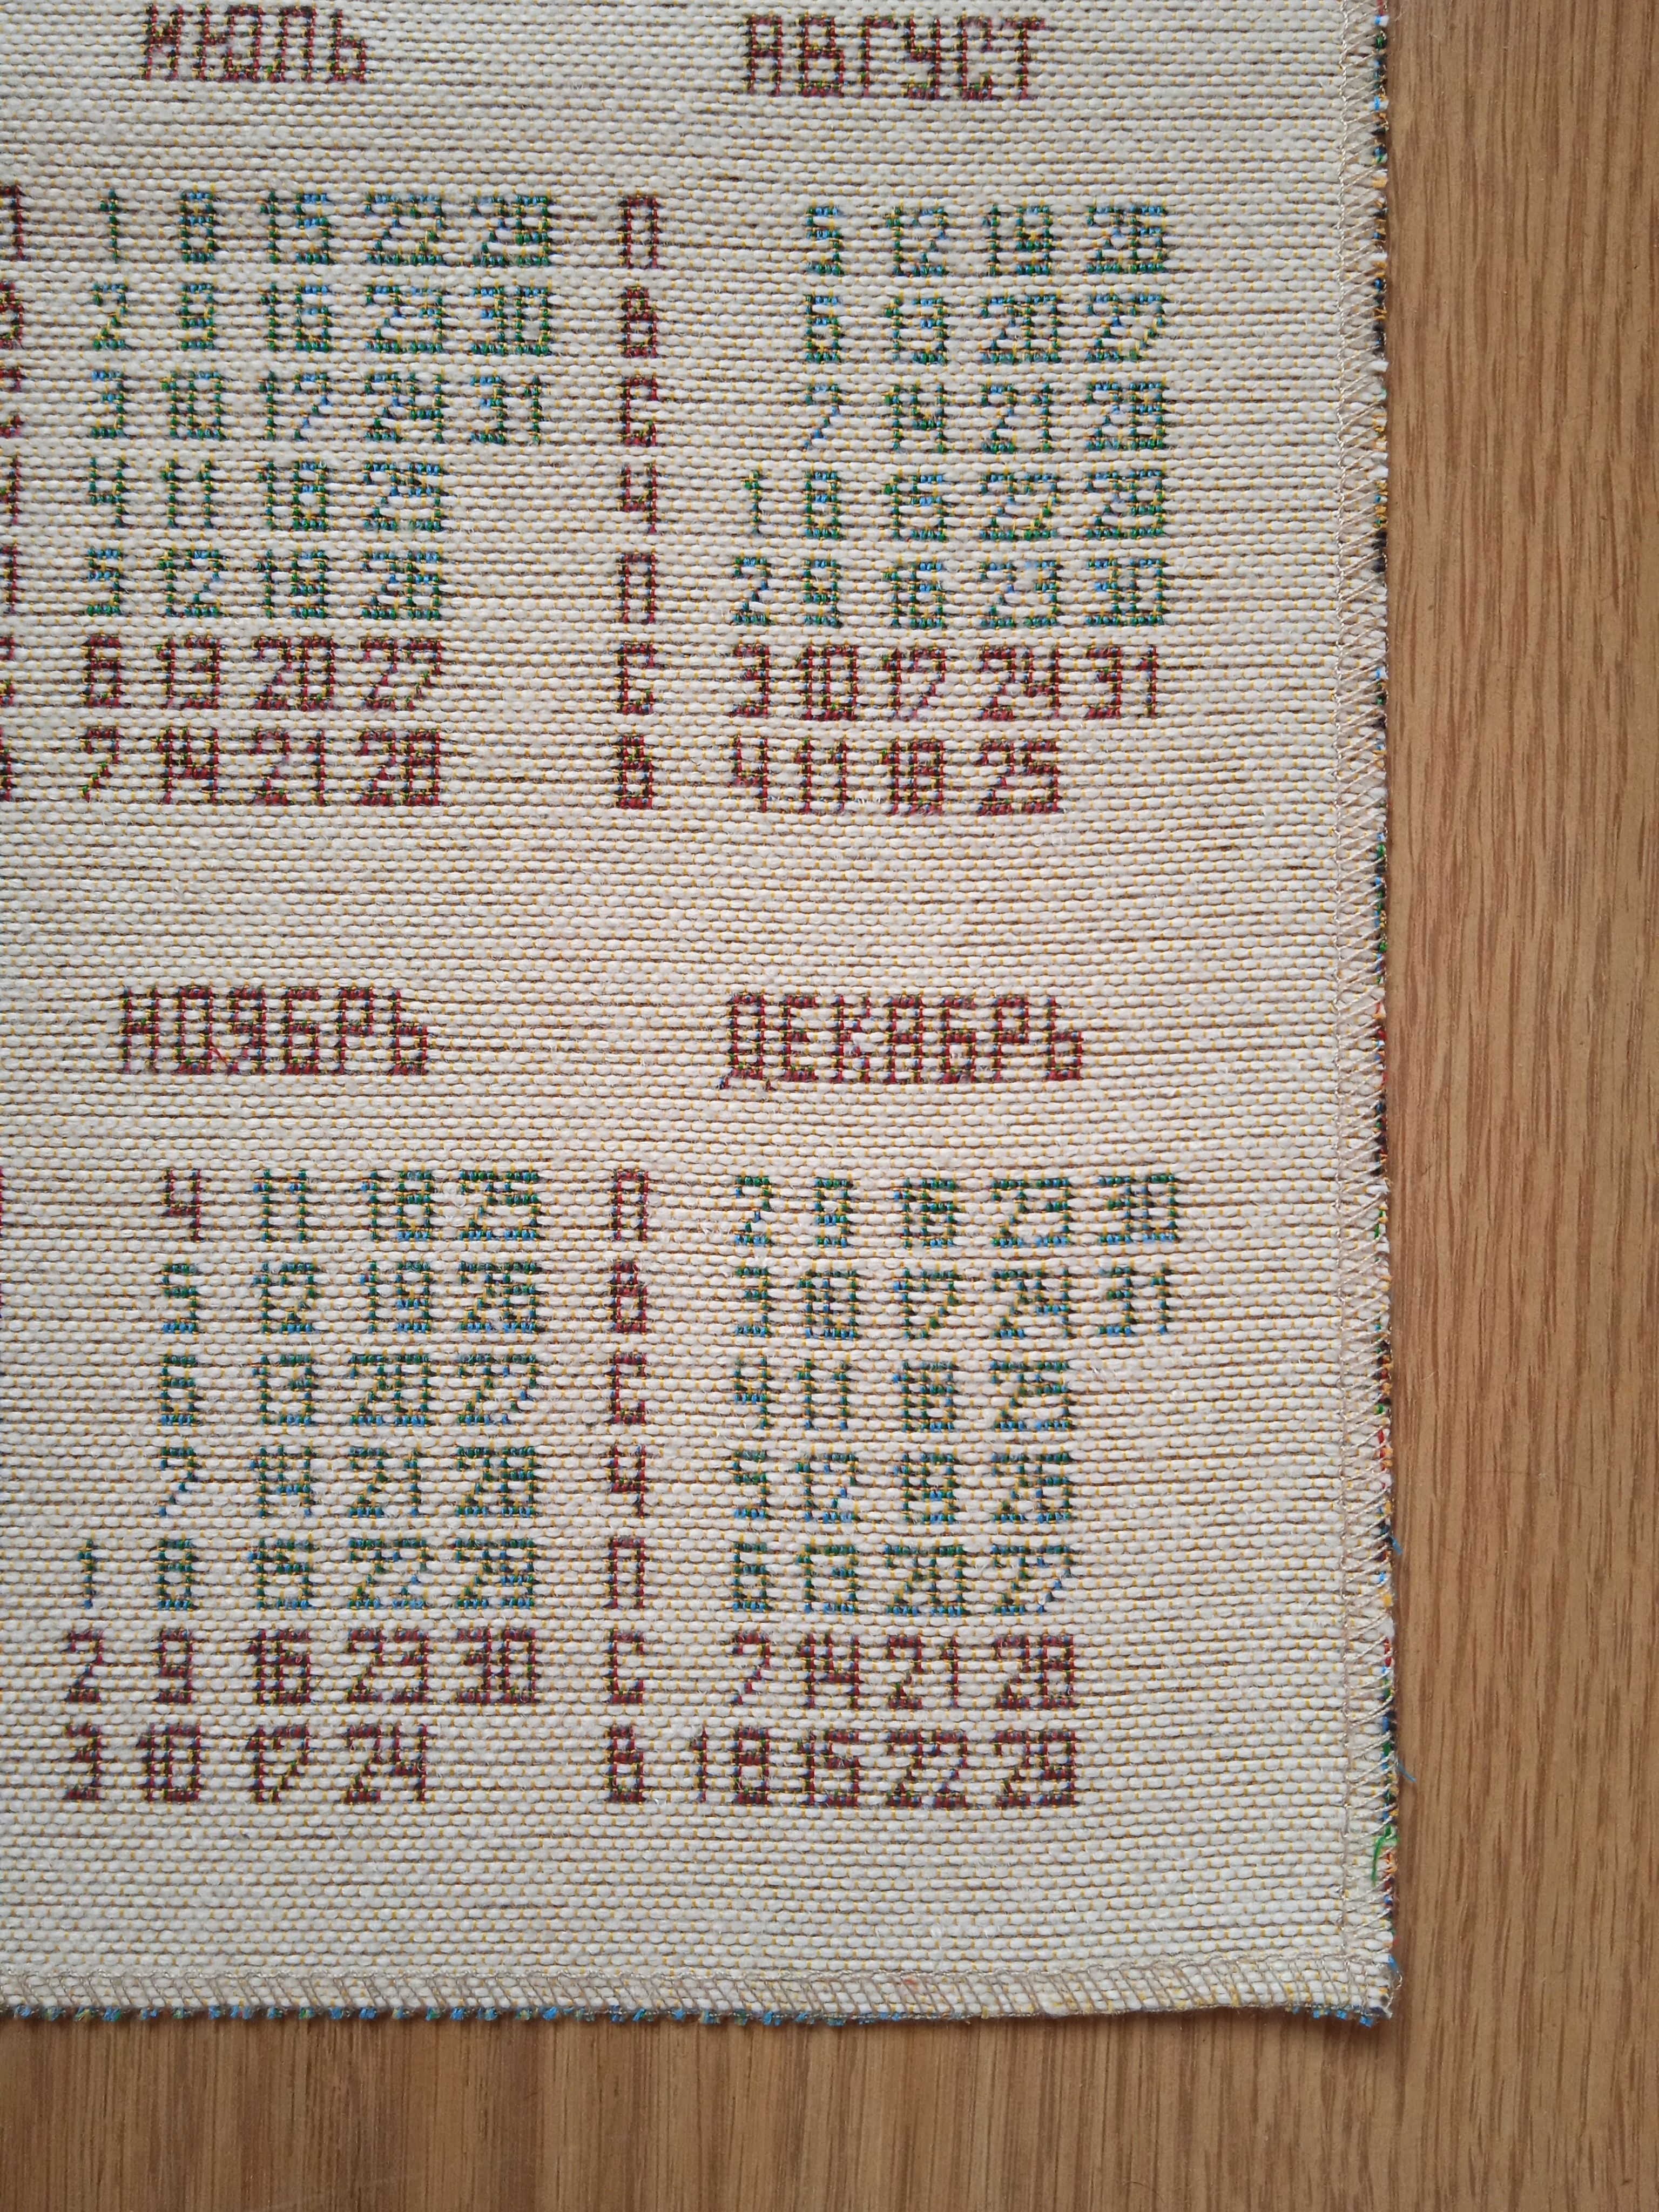 ИЮЛЬ АВГУСТ
1 8 15 22 29 П 5 12 19 26
2 9 16 23 30 В 6 13 20 27
3 10 17 24 31 С 7 14 21 28
4 11 18 25 Ч 1 8 15 22 29
5 12 19 26 П 2 9 16 23 30
6 13 20 27 С 3 10 17 24 31
7 14 21 28 В 4 11 18 25
НОЯБРЬ ДЕКАБРЬ
4 11 18 25 П 2 9 16 23 30
5 12 19 26 В 3 10 17 24 31
6 13 20 27 С 4 11 18 25
7 14 21 28 Ч 5 12 19 26
1 8 15 22 29 П 6 13 20 27
2 9 16 23 30 С 7 14 21 28
3 10 17 24 В 1 8 15 22 29